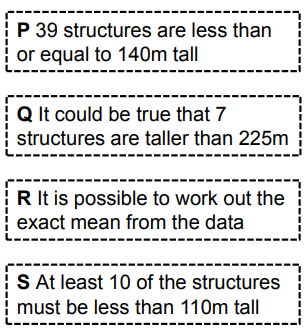 P 39 structures are less than
or equal to 140m tall
Q It could be true that 7
structures are taller than 225m
R It is possible to work out the
exact mean from the data
S At least 10 of the structures
must be less than 110m tall